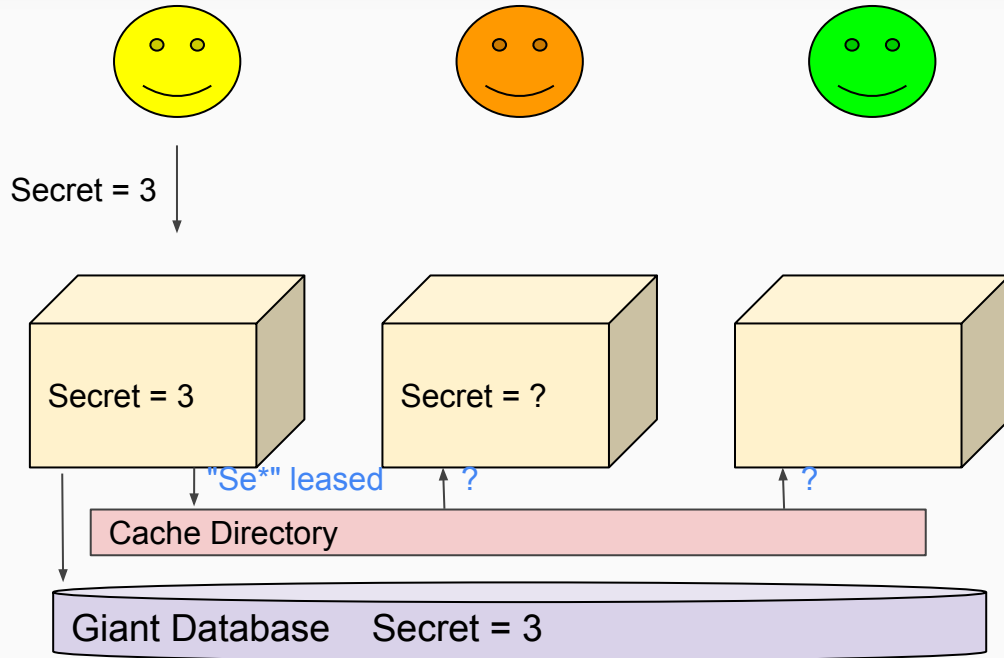 Secret = 3
Secret = 3
Secret = ?
"Se*" leased
?
?
Cache Directory
Giant Database Secret = 3